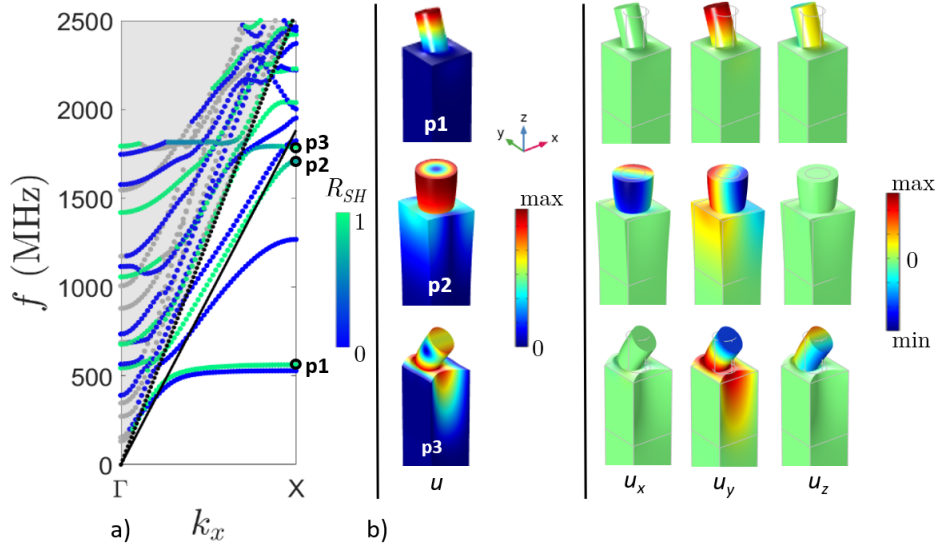 2500
2000
1500
1000
500
0
f (MHz)
Γ
X
k_x
R_SH
1
0
p3
p2
p1
a)
b)
p1
p2
p3
z
y
x
max
0
u
u_x
u_y
u_z
max
0
min